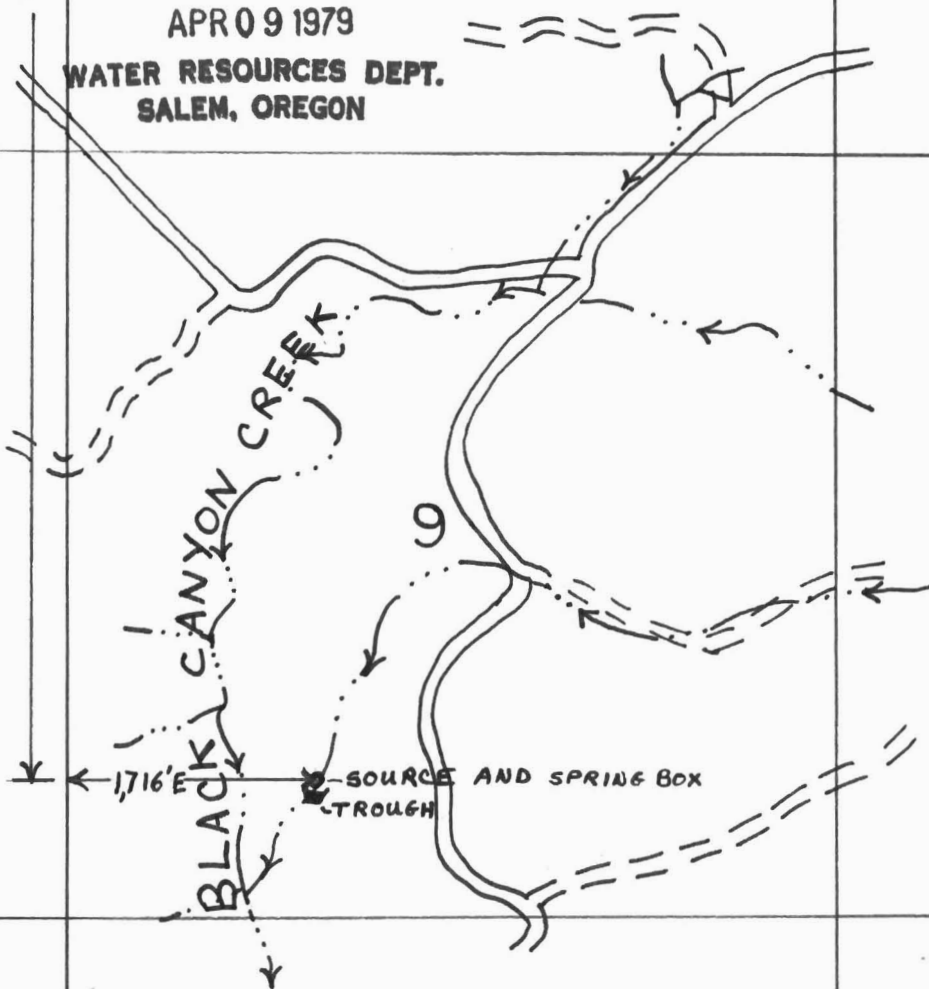 APR 09 1979
WATER RESOURCES DEPT.
SALEM, OREGON
BLACK CANYON CREEK
9
1,716'E
SOURCE AND SPRING BOX
TROUGH